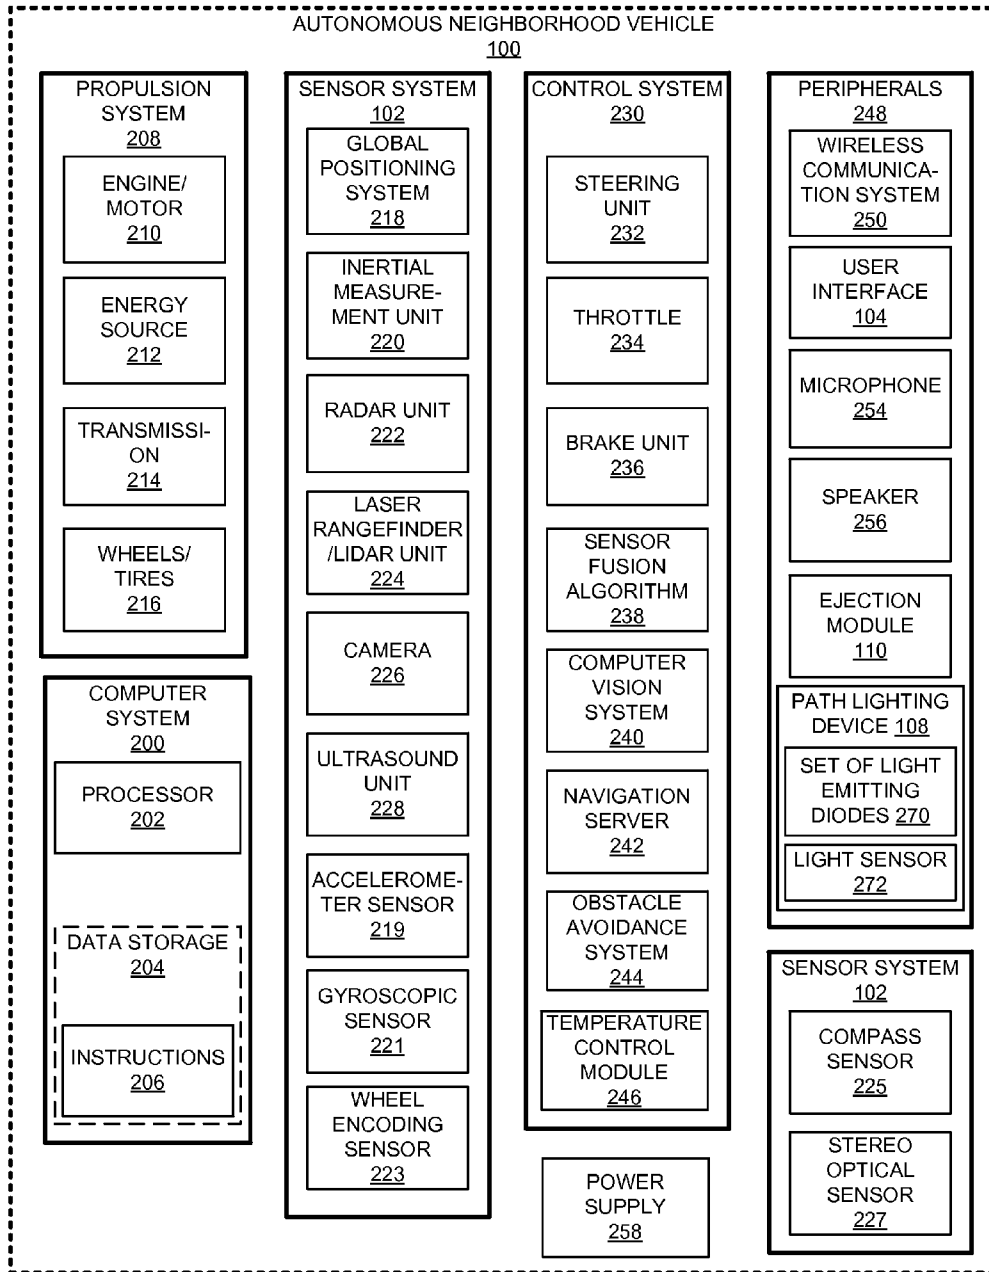 AUTONOMOUS NEIGHBORHOOD VEHICLE
100
PROPULSION
SYSTEM
208
ENGINE/
MOTOR
210
ENERGY
SOURCE
212
TRANSMISSI-
ON
214
WHEELS/
TIRES
216
COMPUTER
SYSTEM
200
PROCESSOR
202
DATA STORAGE
204
INSTRUCTIONS
206
SENSOR SYSTEM
102
GLOBAL
POSITIONING
SYSTEM
218
INERTIAL
MEASURE-
MENT UNIT
220
RADAR UNIT
222
LASER
RANGEFINDER
/LIDAR UNIT
224
CAMERA
226
ULTRASOUND
UNIT
228
ACCELEROME-
TER SENSOR
219
GYROSCOPIC
SENSOR
221
WHEEL
ENCODING
SENSOR
223
CONTROL SYSTEM
230
STEERING
UNIT
232
THROTTLE
234
BRAKE UNIT
236
SENSOR
FUSION
ALGORITHM
238
COMPUTER
VISION
SYSTEM
240
NAVIGATION
SERVER
242
OBSTACLE
AVOIDANCE
SYSTEM
244
TEMPERATURE
CONTROL
MODULE
246
POWER
SUPPLY
258
PERIPHERALS
248
WIRELESS
COMMUNICA-
TION SYSTEM
250
USER
INTERFACE
104
MICROPHONE
254
SPEAKER
256
EJECTION
MODULE
110
PATH LIGHTING
DEVICE 108
SET OF LIGHT
EMITTING
DIODES 270
LIGHT SENSOR
272
SENSOR SYSTEM
102
COMPASS
SENSOR
225
STEREO
OPTICAL
SENSOR
227